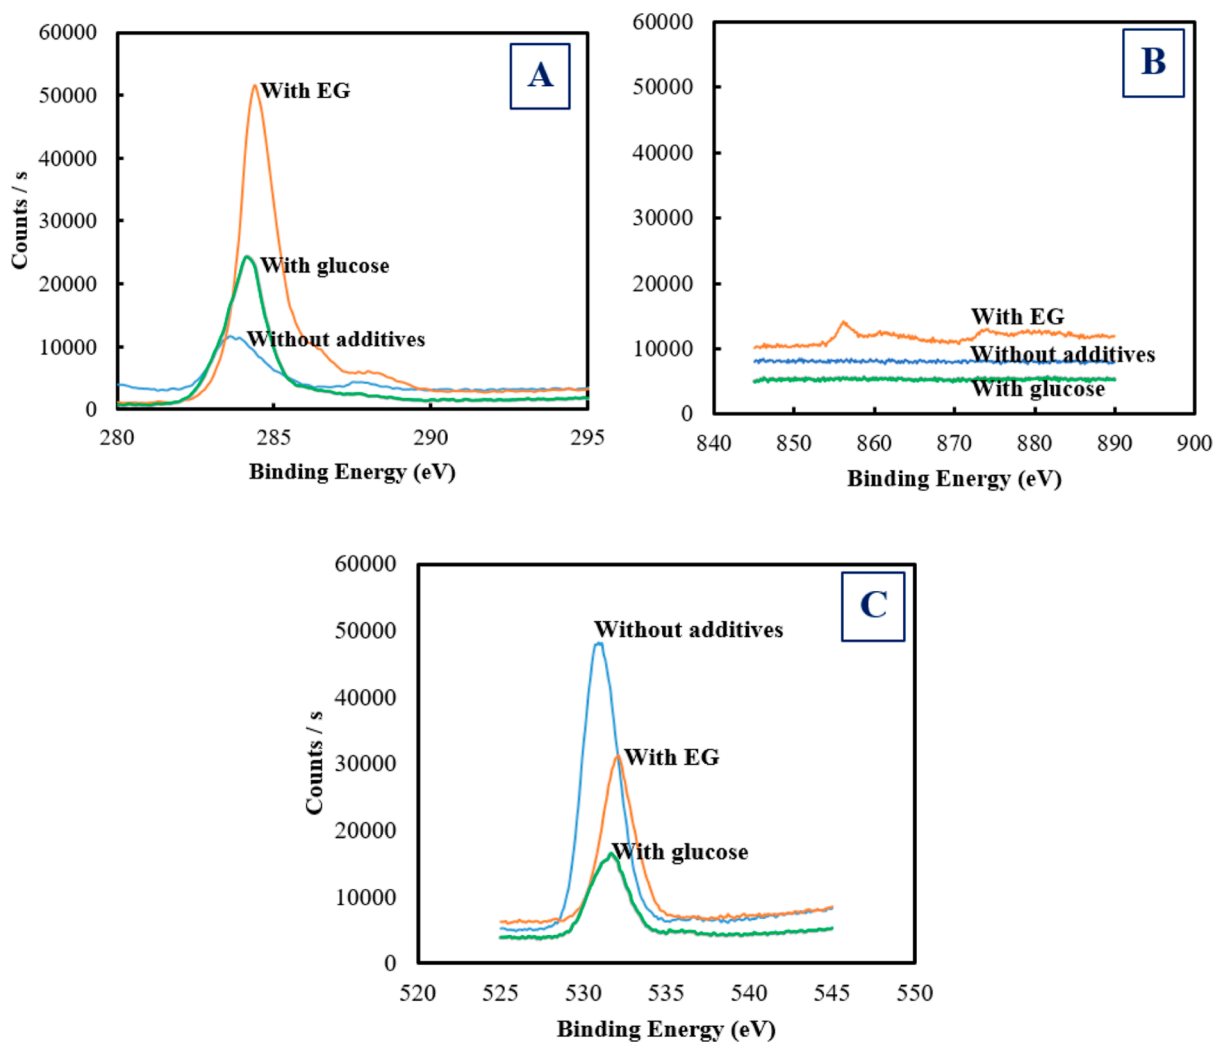 A
60000
50000
40000
30000
20000
10000
0
Counts / s
With EG
With glucose
Without additives
280 285 290 295
Binding Energy (eV)
B
60000
50000
40000
30000
20000
10000
0
With EG
Without additives
With glucose
840 850 860 870 880 890 900
Binding Energy (eV)
C
60000
50000
40000
30000
20000
10000
0
Counts / s
Without additives
With EG
With glucose
520 525 530 535 540 545 550
Binding Energy (eV)